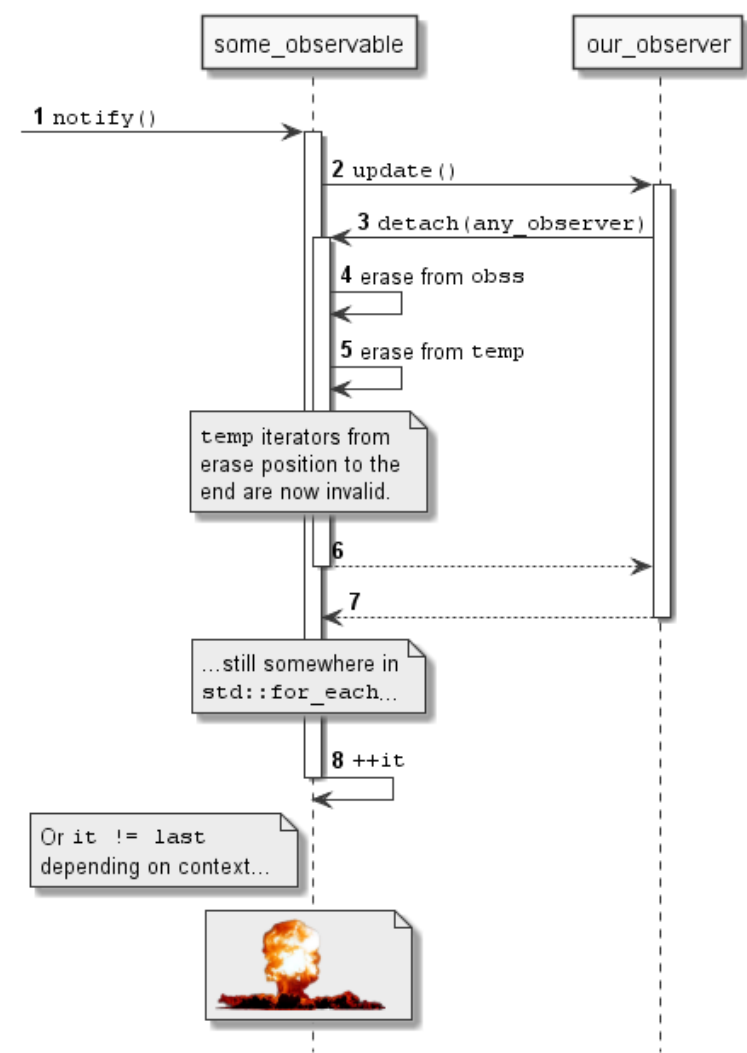 some_observable
our_observer
1 notify()
2 update()
3 detach(any_observer)
4 erase from obss
5 erase from temp
temp iterators from
erase position to the
end are now invalid.
6
7
...still somewhere in
std::for_each...
8 ++it
Or it != last
depending on context...